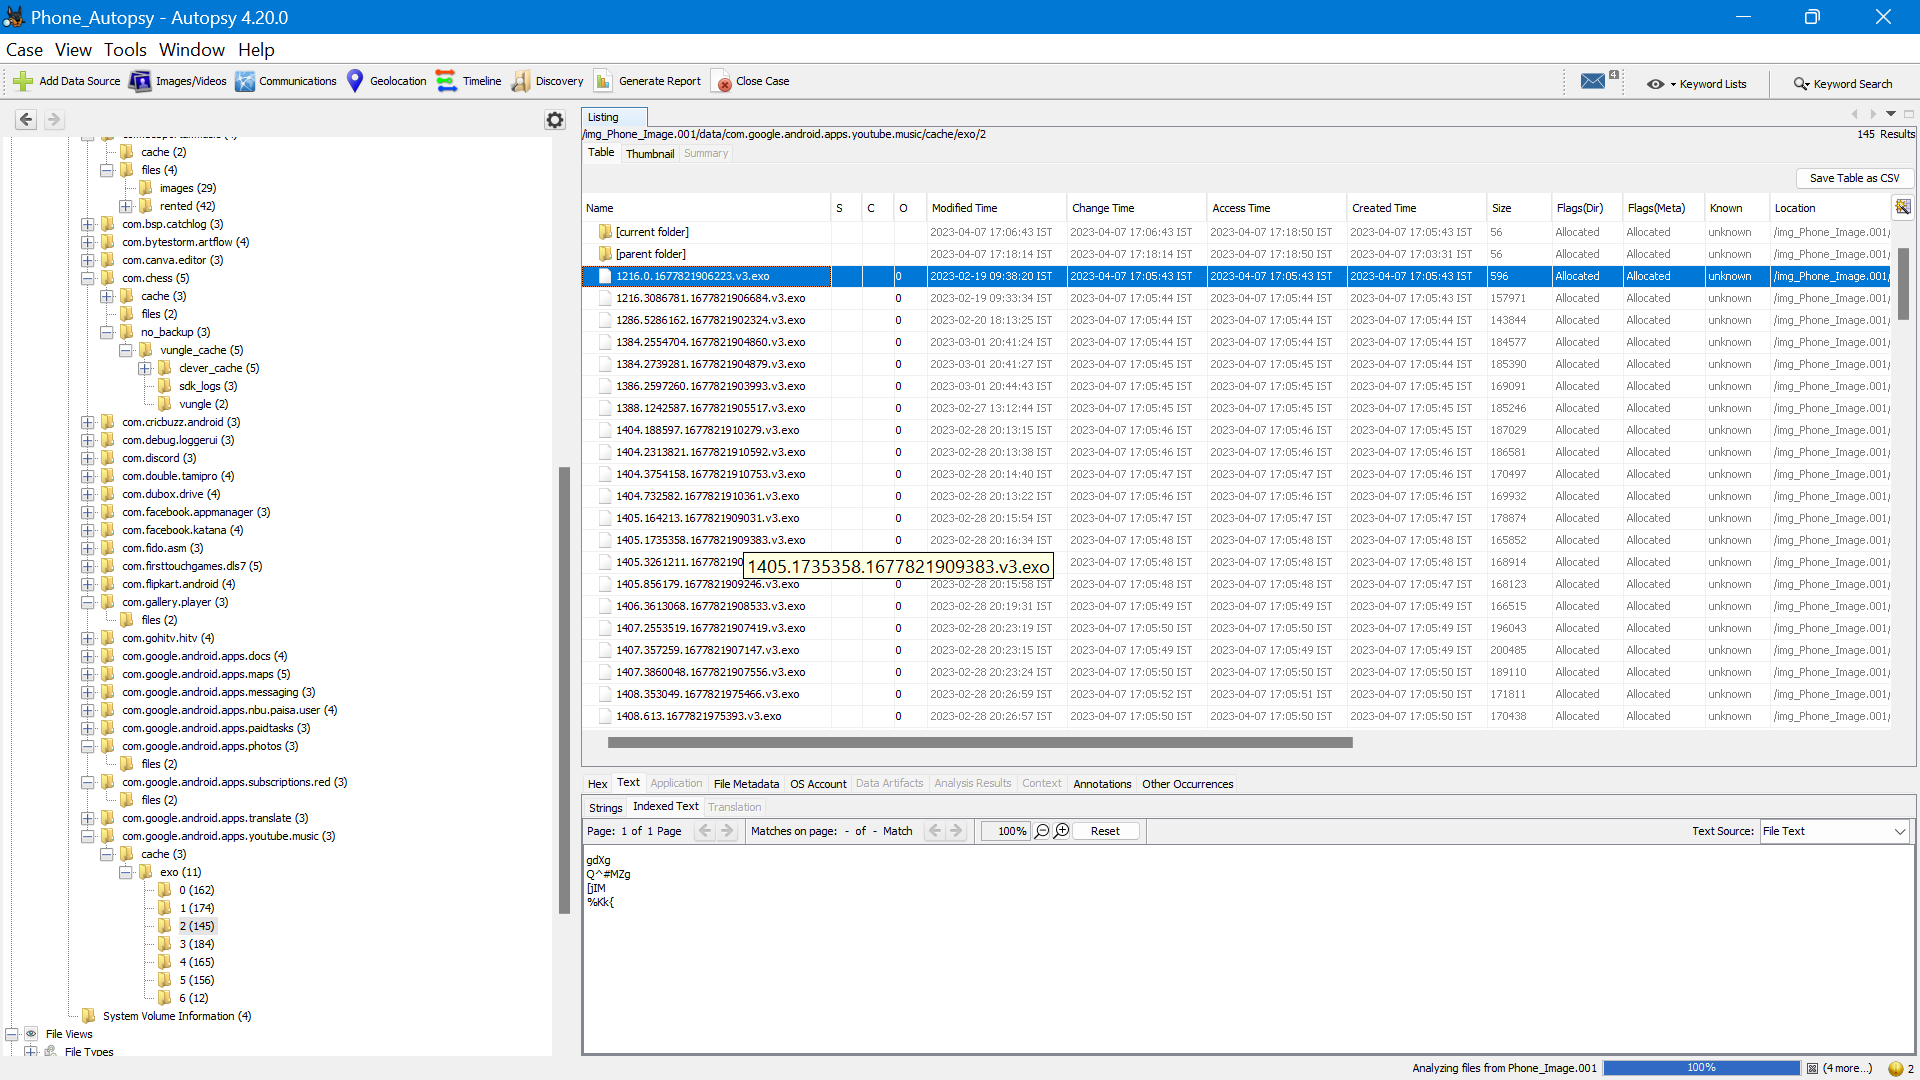 Phone_Autopsy - Autopsy 4.20.0
Case View Tools Window Help
Add Data Source Images/Videos Communications Geolocation Timeline Discovery Generate Report Close Case 4 Keyword Lists Keyword Search
cache (2)
files (4)
images (29)
rented (42)
com.bsp.catchlog (3)
com.bytestorm.artflow (4)
com.canva.editor (3)
com.chess (5)
cache (3)
files (2)
no_backup (3)
vungle_cache (5)
clever_cache (5)
sdk_logs (3)
vungle (2)
com.cricbuzz.android (3)
com.debug.loggerui (3)
com.discord (3)
com.double.tamipro (4)
com.dubox.drive (4)
com.facebook.appmanager (3)
com.facebook.katana (4)
com.fido.asm (3)
com.firsttouchgames.dls7 (5)
com.flipkart.android (4)
com.gallery.player (3)
files (2)
com.gohitv.hitv (4)
com.google.android.apps.docs (4)
com.google.android.apps.maps (5)
com.google.android.apps.messaging (3)
com.google.android.apps.nbu.paisa.user (4)
com.google.android.apps.paidtasks (3)
com.google.android.apps.photos (3)
files (2)
com.google.android.apps.subscriptions.red (3)
files (2)
com.google.android.apps.translate (3)
com.google.android.apps.youtube.music (3)
cache (3)
exo (11)
0 (162)
1 (174)
2 (145)
3 (184)
4 (165)
5 (156)
6 (12)
System Volume Information (4)
File Views
File Types
Listing
/img_Phone_Image.001/data/com.google.android.apps.youtube.music/cache/exo/2 145 Results
Table Thumbnail Summary
Save Table as CSV
Name S C O Modified Time Change Time Access Time Created Time Size Flags(Dir) Flags(Meta) Known Location
[current folder] 2023-04-07 17:06:43 IST 2023-04-07 17:06:43 IST 2023-04-07 17:18:50 IST 2023-04-07 17:05:43 IST 56 Allocated Allocated unknown /img_Phone_Image.001/
[parent folder] 2023-04-07 17:18:14 IST 2023-04-07 17:18:14 IST 2023-04-07 17:18:50 IST 2023-04-07 17:03:31 IST 56 Allocated Allocated unknown /img_Phone_Image.001/
1216.0.1677821906223.v3.exo 0 2023-02-19 09:38:20 IST 2023-04-07 17:05:43 IST 2023-04-07 17:05:43 IST 2023-04-07 17:05:43 IST 596 Allocated Allocated unknown /img_Phone_Image.001/
1216.3086781.1677821906684.v3.exo 0 2023-02-19 09:33:34 IST 2023-04-07 17:05:44 IST 2023-04-07 17:05:44 IST 2023-04-07 17:05:43 IST 157971 Allocated Allocated unknown /img_Phone_Image.001/
1286.5286162.1677821902324.v3.exo 0 2023-02-20 18:13:25 IST 2023-04-07 17:05:44 IST 2023-04-07 17:05:44 IST 2023-04-07 17:05:44 IST 143844 Allocated Allocated unknown /img_Phone_Image.001/
1384.2554704.1677821904860.v3.exo 0 2023-03-01 20:41:24 IST 2023-04-07 17:05:44 IST 2023-04-07 17:05:44 IST 2023-04-07 17:05:44 IST 184577 Allocated Allocated unknown /img_Phone_Image.001/
1384.2739281.1677821904879.v3.exo 0 2023-03-01 20:41:27 IST 2023-04-07 17:05:45 IST 2023-04-07 17:05:45 IST 2023-04-07 17:05:44 IST 185390 Allocated Allocated unknown /img_Phone_Image.001/
1386.2597260.1677821903993.v3.exo 0 2023-03-01 20:44:43 IST 2023-04-07 17:05:45 IST 2023-04-07 17:05:45 IST 2023-04-07 17:05:45 IST 169091 Allocated Allocated unknown /img_Phone_Image.001/
1388.1242587.1677821905517.v3.exo 0 2023-02-27 13:12:44 IST 2023-04-07 17:05:45 IST 2023-04-07 17:05:45 IST 2023-04-07 17:05:45 IST 185246 Allocated Allocated unknown /img_Phone_Image.001/
1404.188597.1677821910279.v3.exo 0 2023-02-28 20:13:15 IST 2023-04-07 17:05:46 IST 2023-04-07 17:05:46 IST 2023-04-07 17:05:45 IST 187029 Allocated Allocated unknown /img_Phone_Image.001/
1404.2313821.1677821910592.v3.exo 0 2023-02-28 20:13:38 IST 2023-04-07 17:05:46 IST 2023-04-07 17:05:46 IST 2023-04-07 17:05:46 IST 186581 Allocated Allocated unknown /img_Phone_Image.001/
1404.3754158.1677821910753.v3.exo 0 2023-02-28 20:14:40 IST 2023-04-07 17:05:46 IST 2023-04-07 17:05:46 IST 2023-04-07 17:05:46 IST 170497 Allocated Allocated unknown /img_Phone_Image.001/
1404.732582.1677821910361.v3.exo 0 2023-02-28 20:13:22 IST 2023-04-07 17:05:46 IST 2023-04-07 17:05:46 IST 2023-04-07 17:05:46 IST 169932 Allocated Allocated unknown /img_Phone_Image.001/
1405.164213.1677821909031.v3.exo 0 2023-02-28 20:15:54 IST 2023-04-07 17:05:47 IST 2023-04-07 17:05:47 IST 2023-04-07 17:05:47 IST 178874 Allocated Allocated unknown /img_Phone_Image.001/
1405.1735358.1677821909383.v3.exo 0 2023-02-28 20:16:34 IST 2023-04-07 17:05:48 IST 2023-04-07 17:05:48 IST 2023-04-07 17:05:48 IST 165852 Allocated Allocated unknown /img_Phone_Image.001/
1405.3261211.16778219 2023-04-07 17:05:48 IST 2023-04-07 17:05:48 IST 2023-04-07 17:05:48 IST 168914 Allocated Allocated unknown /img_Phone_Image.001/
1405.1735358.1677821909383.v3.exo
1405.856179.1677821909246.v3.exo 0 2023-02-28 20:15:58 IST 2023-04-07 17:05:48 IST 2023-04-07 17:05:48 IST 2023-04-07 17:05:47 IST 168123 Allocated Allocated unknown /img_Phone_Image.001/
1406.3613068.1677821908533.v3.exo 0 2023-02-28 20:19:31 IST 2023-04-07 17:05:49 IST 2023-04-07 17:05:49 IST 2023-04-07 17:05:49 IST 166515 Allocated Allocated unknown /img_Phone_Image.001/
1407.2553519.1677821907419.v3.exo 0 2023-02-28 20:23:19 IST 2023-04-07 17:05:50 IST 2023-04-07 17:05:50 IST 2023-04-07 17:05:49 IST 196043 Allocated Allocated unknown /img_Phone_Image.001/
1407.357259.1677821907147.v3.exo 0 2023-02-28 20:23:15 IST 2023-04-07 17:05:49 IST 2023-04-07 17:05:49 IST 2023-04-07 17:05:49 IST 200485 Allocated Allocated unknown /img_Phone_Image.001/
1407.3860048.1677821907556.v3.exo 0 2023-02-28 20:23:24 IST 2023-04-07 17:05:50 IST 2023-04-07 17:05:50 IST 2023-04-07 17:05:50 IST 189110 Allocated Allocated unknown /img_Phone_Image.001/
1408.353049.1677821975466.v3.exo 0 2023-02-28 20:26:59 IST 2023-04-07 17:05:52 IST 2023-04-07 17:05:51 IST 2023-04-07 17:05:50 IST 171811 Allocated Allocated unknown /img_Phone_Image.001/
1408.613.1677821975393.v3.exo 0 2023-02-28 20:26:57 IST 2023-04-07 17:05:50 IST 2023-04-07 17:05:50 IST 2023-04-07 17:05:50 IST 170438 Allocated Allocated unknown /img_Phone_Image.001/
Hex Text Application File Metadata OS Account Data Artifacts Analysis Results Context Annotations Other Occurrences
Strings Indexed Text Translation
Page: 1 of 1 Page Matches on page: - of - Match 100% Reset Text Source: File Text
gdXg
Q^#MZg
[jIM
%Kk{
Analyzing files from Phone_Image.001 100% (4 more...) 2